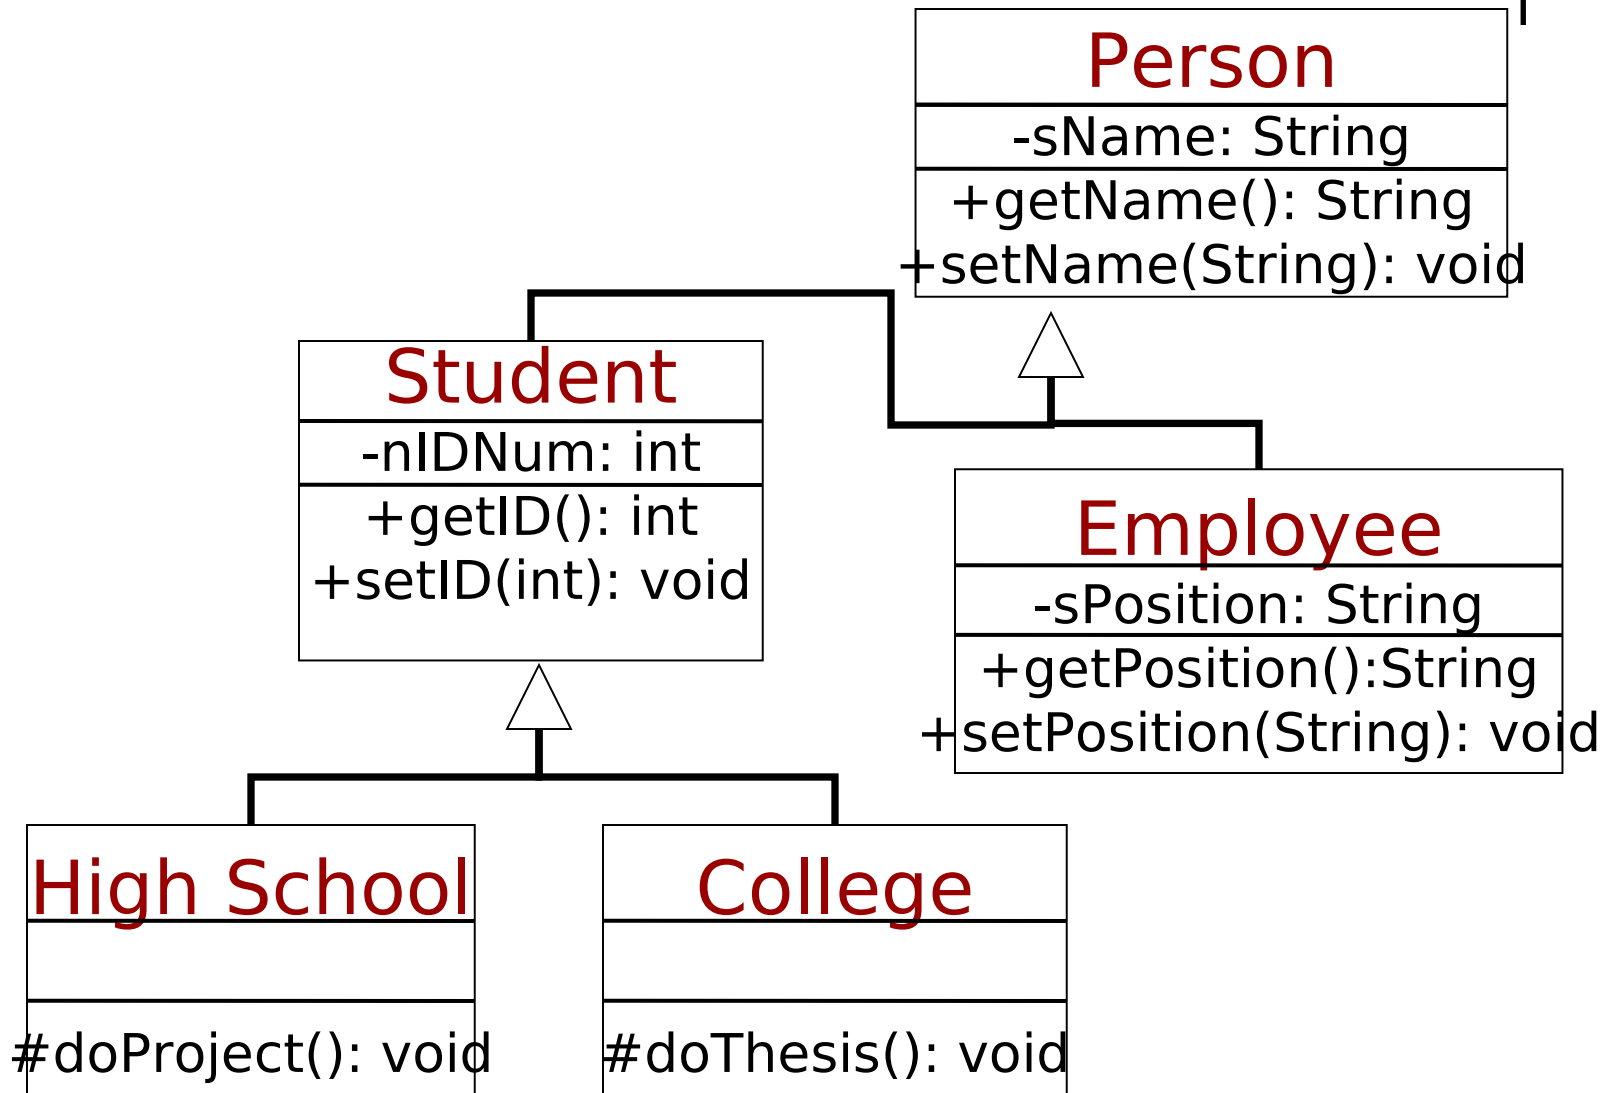 Person
-sName: String
+getName(): String
+setName(String): void
Student
-nIDNum: int
+getID(): int
+setID(int): void
Employee
-sPosition: String
+getPosition():String
+setPosition(String): void
High School
#doProject(): void
College
#doThesis(): void